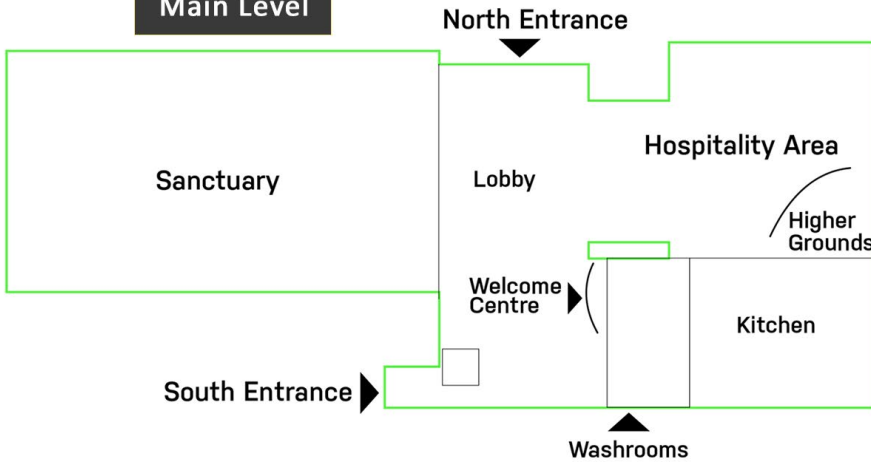 Main Level
North Entrance
Hospitality Area
Sanctuary
Lobby
Higher
Grounds
Welcome
Centre
Kitchen
South Entrance
Washrooms